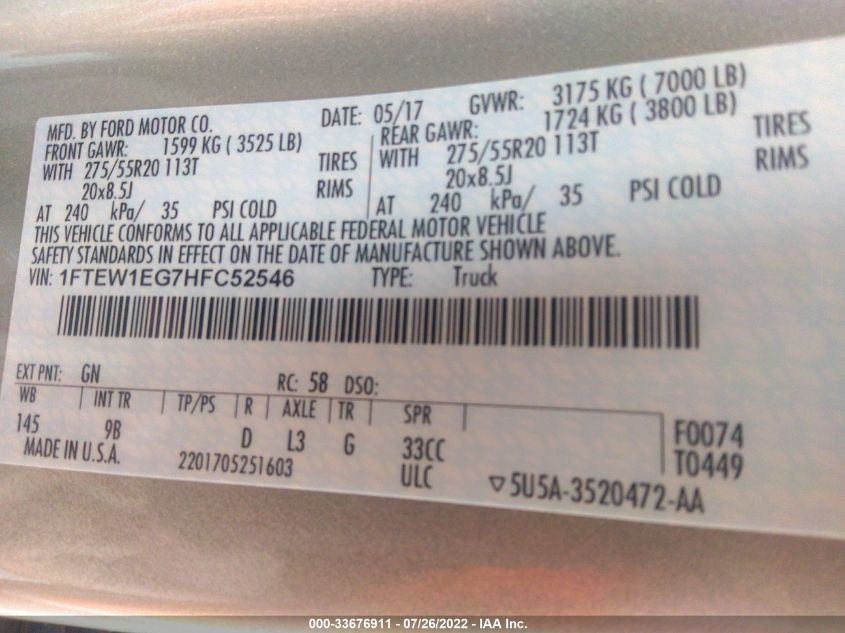 MFD. BY FORD MOTOR CO. DATE: 05/17 GVWR: 3175 KG ( 7000 LB)
FRONT GAWR: 1599 KG ( 3525 LB) REAR GAWR: 1724 KG ( 3800 LB)
WITH 275/55R20 113T TIRES WITH 275/55R20 113T TIRES
20x8.5J RIMS 20x8.5J RIMS
AT 240 kPa/ 35 PSI COLD AT 240 kPa/ 35 PSI COLD
THIS VEHICLE CONFORMS TO ALL APPLICABLE FEDERAL MOTOR VEHICLE
SAFETY STANDARDS IN EFFECT ON THE DATE OF MANUFACTURE SHOWN ABOVE.
VIN: 1FTEW1EG7HFC52546 TYPE: Truck
EXT PNT: GN RC: 58 DSO:
WB INT TR TP/PS R AXLE TR SPR F0074
145 9B D L3 G 33CC T0449
MADE IN U.S.A. 2201705251603 ULC ▽5U5A-3520472-AA
000-33676911 - 07/26/2022 - IAA Inc.